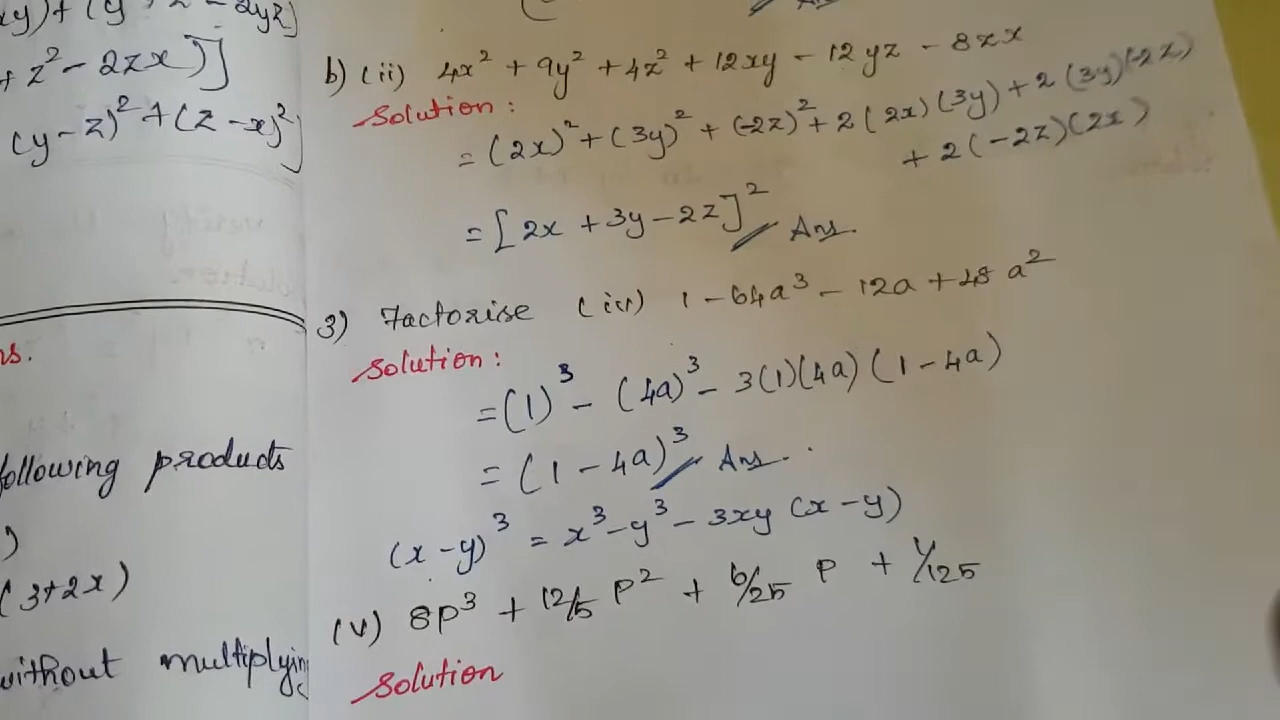 + z² - 2zx)]
(y - z)² + (z - x)²]
following products
)
(3+2x)
without multiplying
b) (ii) 4x² + 9y² + 4z² + 12xy - 12yz - 8zx
Solution :
= (2x)² + (3y)² + (-2z)² + 2(2x)(3y) + 2(3y)(-2z)
+ 2(-2z)(2x)
= [2x + 3y - 2z]² Ans.
3) Factorise (iv) 1 - 64a³ - 12a + 48a²
Solution :
= (1)³ - (4a)³ - 3(1)(4a)(1 - 4a)
= (1 - 4a)³ Ans.
(x - y)³ = x³ - y³ - 3xy (x - y)
(v) 8p³ + 12/5 p² + 6/25 p + 1/125
Solution